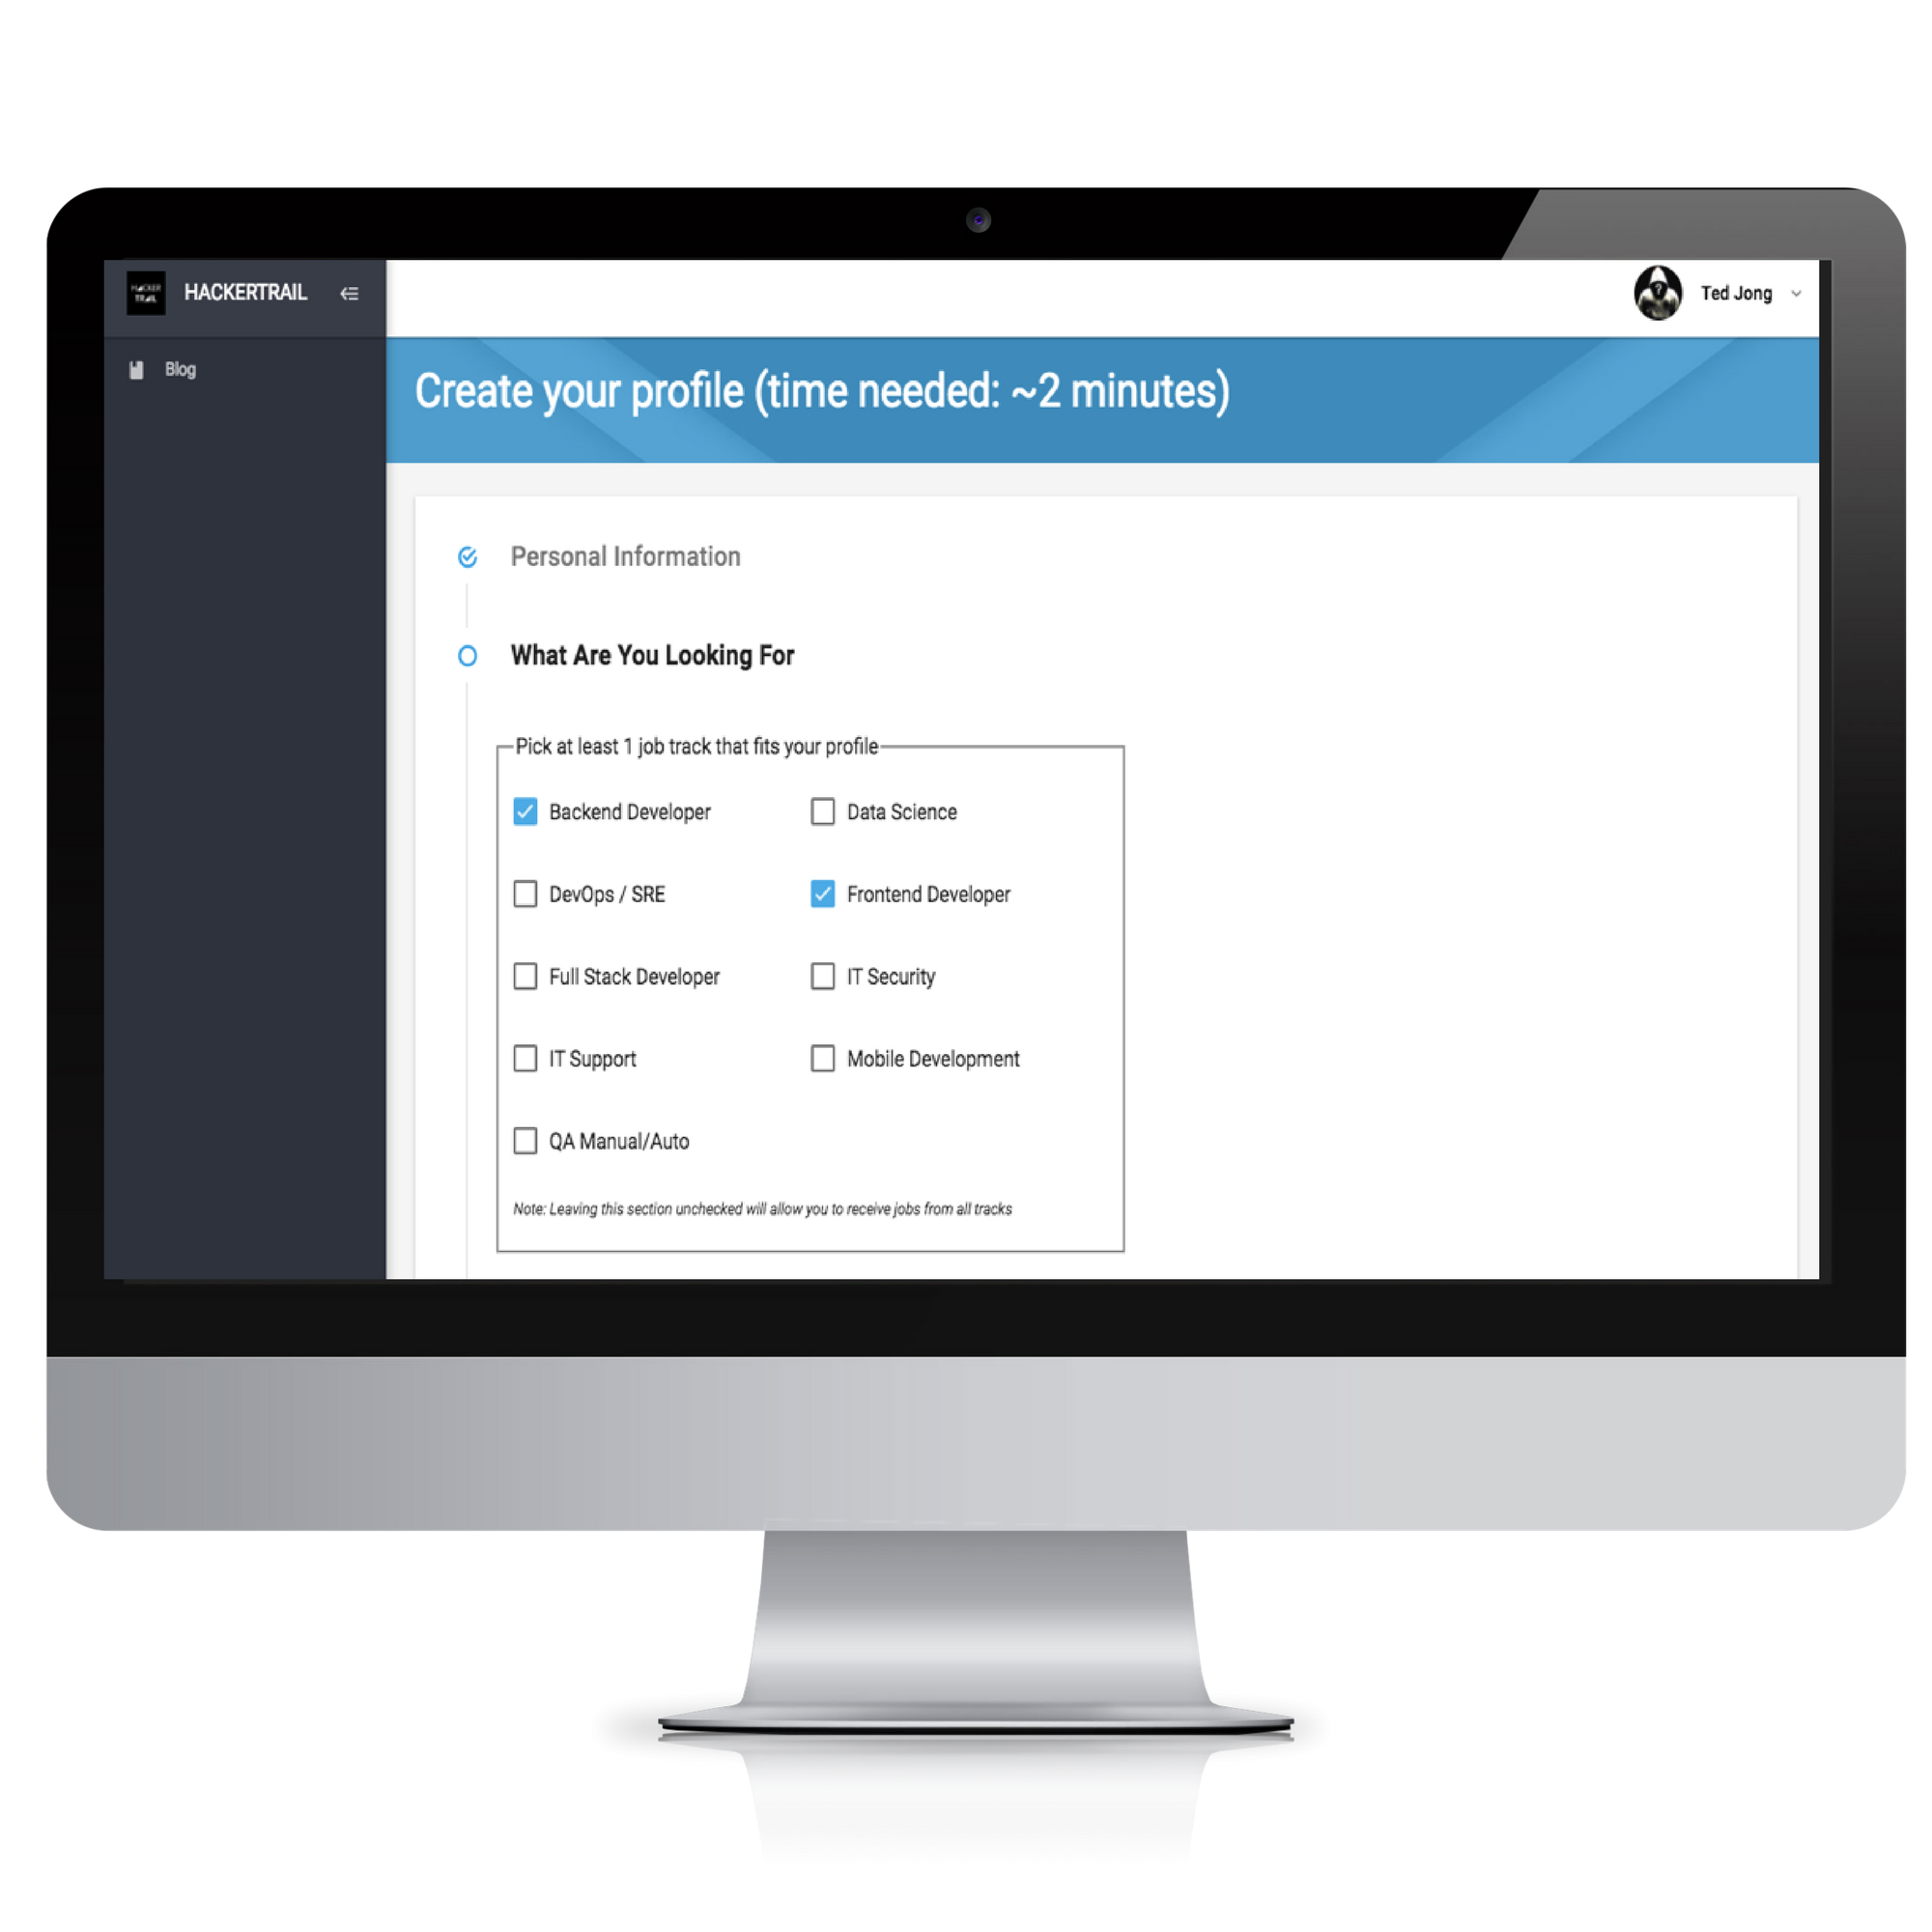 HACKER
TRAIL
HACKERTRAIL
Ted Jong
Blog
Create your profile (time needed: ~2 minutes)
Personal Information
What Are You Looking For
Pick at least 1 job track that fits your profile
Backend Developer
Data Science
DevOps / SRE
Frontend Developer
Full Stack Developer
IT Security
IT Support
Mobile Development
QA Manual/Auto
Note: Leaving this section unchecked will allow you to receive jobs from all tracks